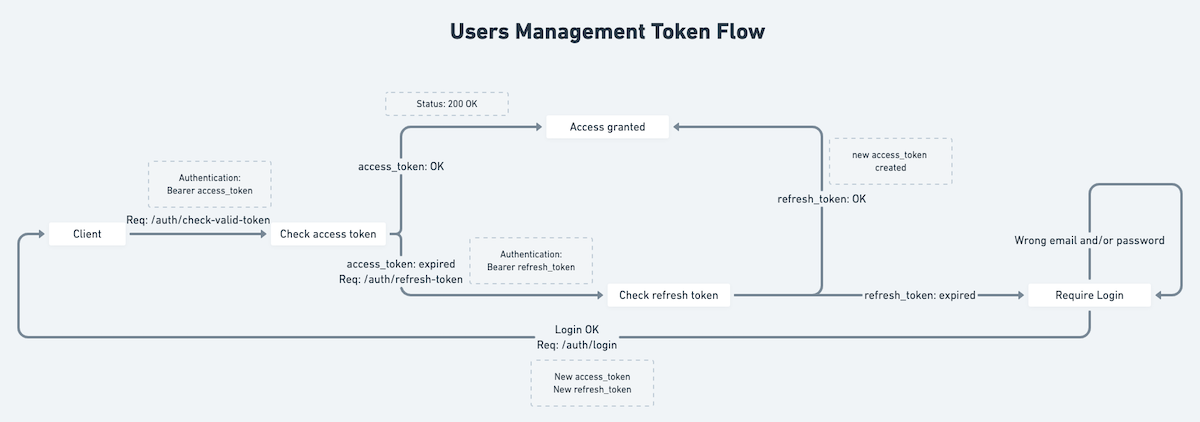 Users Management Token Flow
Status: 200 OK
Access granted
new access_token
created
access_token: OK
Authentication:
Bearer access_token
refresh_token: OK
Req: /auth/check-valid-token
Client
Check access token
Wrong email and/or password
Authentication:
Bearer refresh_token
access_token: expired
Req: /auth/refresh-token
Check refresh token
refresh_token: expired
Require Login
Login OK
Req: /auth/login
New access_token
New refresh_token